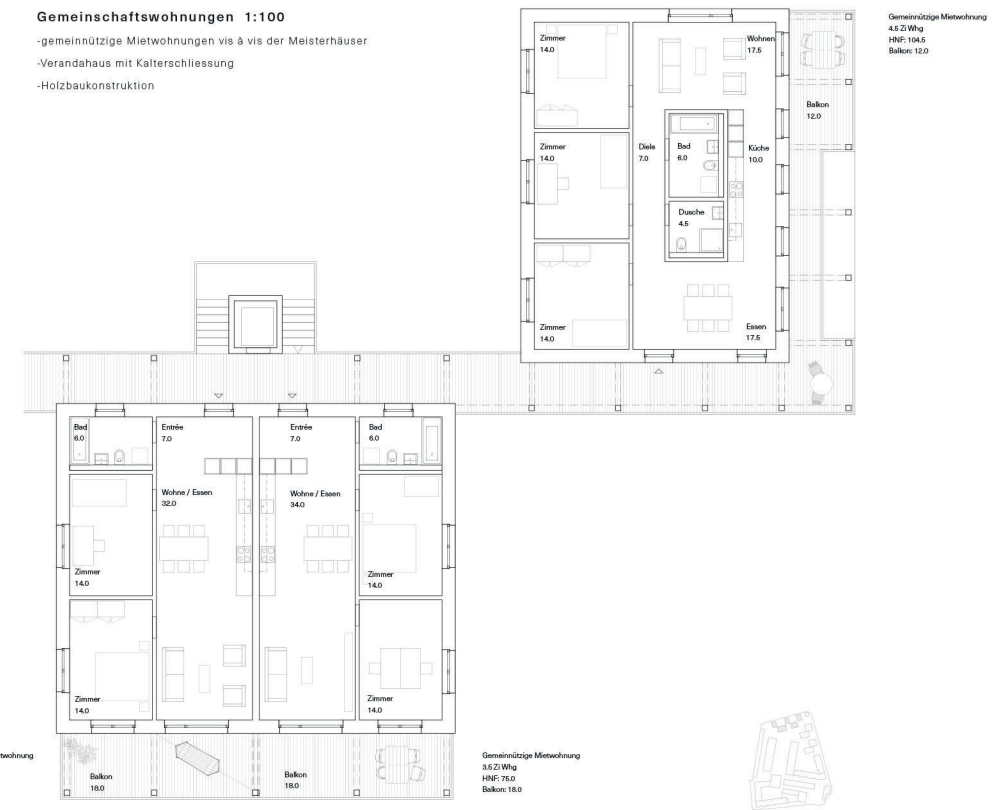 Gemeinschaftswohnungen 1:100
-gemeinnützige Mietwohnungen vis à vis der Meisterhäuser
-Verandahaus mit Kalterschliessung
-Holzbaukonstruktion
Gemeinnützige Mietwohnung
4.5 Zi Whg
HNF: 104.5
Balkon: 12.0
Zimmer
14.0
Wohnen
17.5
Balkon
12.0
Zimmer
14.0
Diele
7.0
Bad
6.0
Küche
10.0
Dusche
4.5
Zimmer
14.0
Essen
17.5
Bad
6.0
Entrée
7.0
Entrée
7.0
Bad
6.0
Wohne / Essen
32.0
Wohne / Essen
34.0
Zimmer
14.0
Zimmer
14.0
Zimmer
14.0
Zimmer
14.0
twohnung
Balkon
18.0
Balkon
18.0
Gemeinnützige Mietwohnung
3.5 Zi Whg
HNF: 75.0
Balkon: 18.0